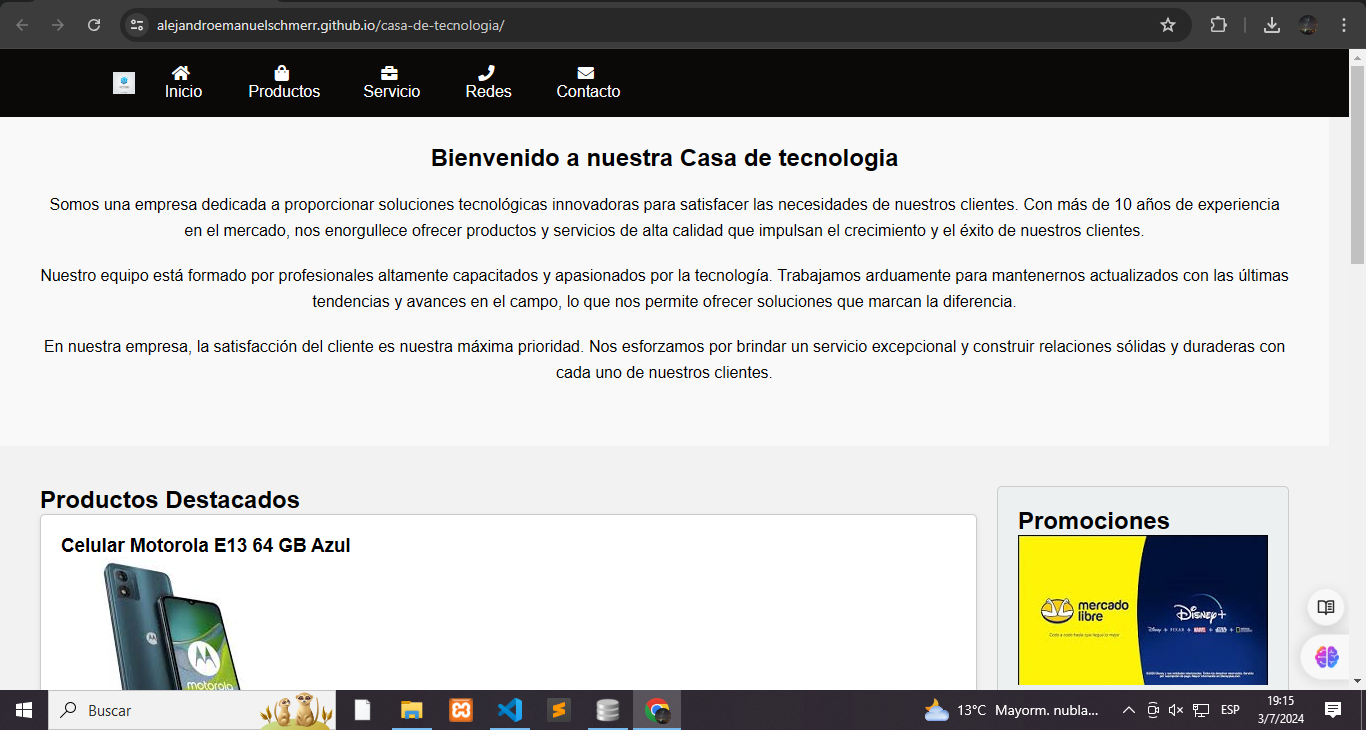 alejandroemanuelschmerr.github.io/casa-de-tecnologia/
Inicio
Productos
Servicio
Redes
Contacto
Bienvenido a nuestra Casa de tecnologia
Somos una empresa dedicada a proporcionar soluciones tecnológicas innovadoras para satisfacer las necesidades de nuestros clientes. Con más de 10 años de experiencia
en el mercado, nos enorgullece ofrecer productos y servicios de alta calidad que impulsan el crecimiento y el éxito de nuestros clientes.
Nuestro equipo está formado por profesionales altamente capacitados y apasionados por la tecnología. Trabajamos arduamente para mantenernos actualizados con las últimas
tendencias y avances en el campo, lo que nos permite ofrecer soluciones que marcan la diferencia.
En nuestra empresa, la satisfacción del cliente es nuestra máxima prioridad. Nos esforzamos por brindar un servicio excepcional y construir relaciones sólidas y duraderas con
cada uno de nuestros clientes.
Productos Destacados
Celular Motorola E13 64 GB Azul
motorola
Promociones
mercado
libre
Disney+
Disney + PIXAR + MARVEL
Buscar
13°C Mayorm. nubla...
ESP
19:15
3/7/2024